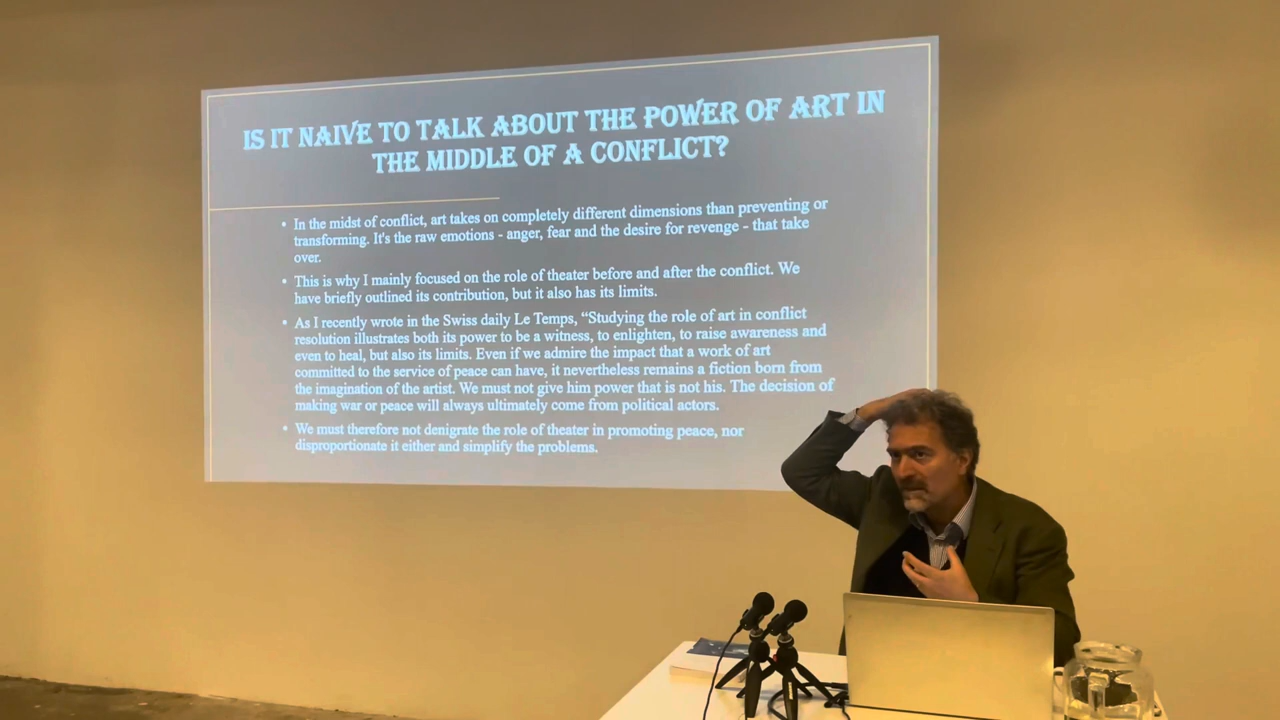 IS IT NAIVE TO TALK ABOUT THE POWER OF ART IN
THE MIDDLE OF A CONFLICT?
• In the midst of conflict, art takes on completely different dimensions than preventing or
transforming. It's the raw emotions - anger, fear and the desire for revenge - that take
over.
• This is why I mainly focused on the role of theater before and after the conflict. We
have briefly outlined its contribution, but it also has its limits.
• As I recently wrote in the Swiss daily Le Temps, “Studying the role of art in conflict
resolution illustrates both its power to be a witness, to enlighten, to raise awareness and
even to heal, but also its limits. Even if we admire the impact that a work of art
committed to the service of peace can have, it nevertheless remains a fiction born from
the imagination of the artist. We must not give him power that is not his. The decision of
making war or peace will always ultimately come from political actors.
• We must therefore not denigrate the role of theater in promoting peace, nor
disproportionate it either and simplify the problems.